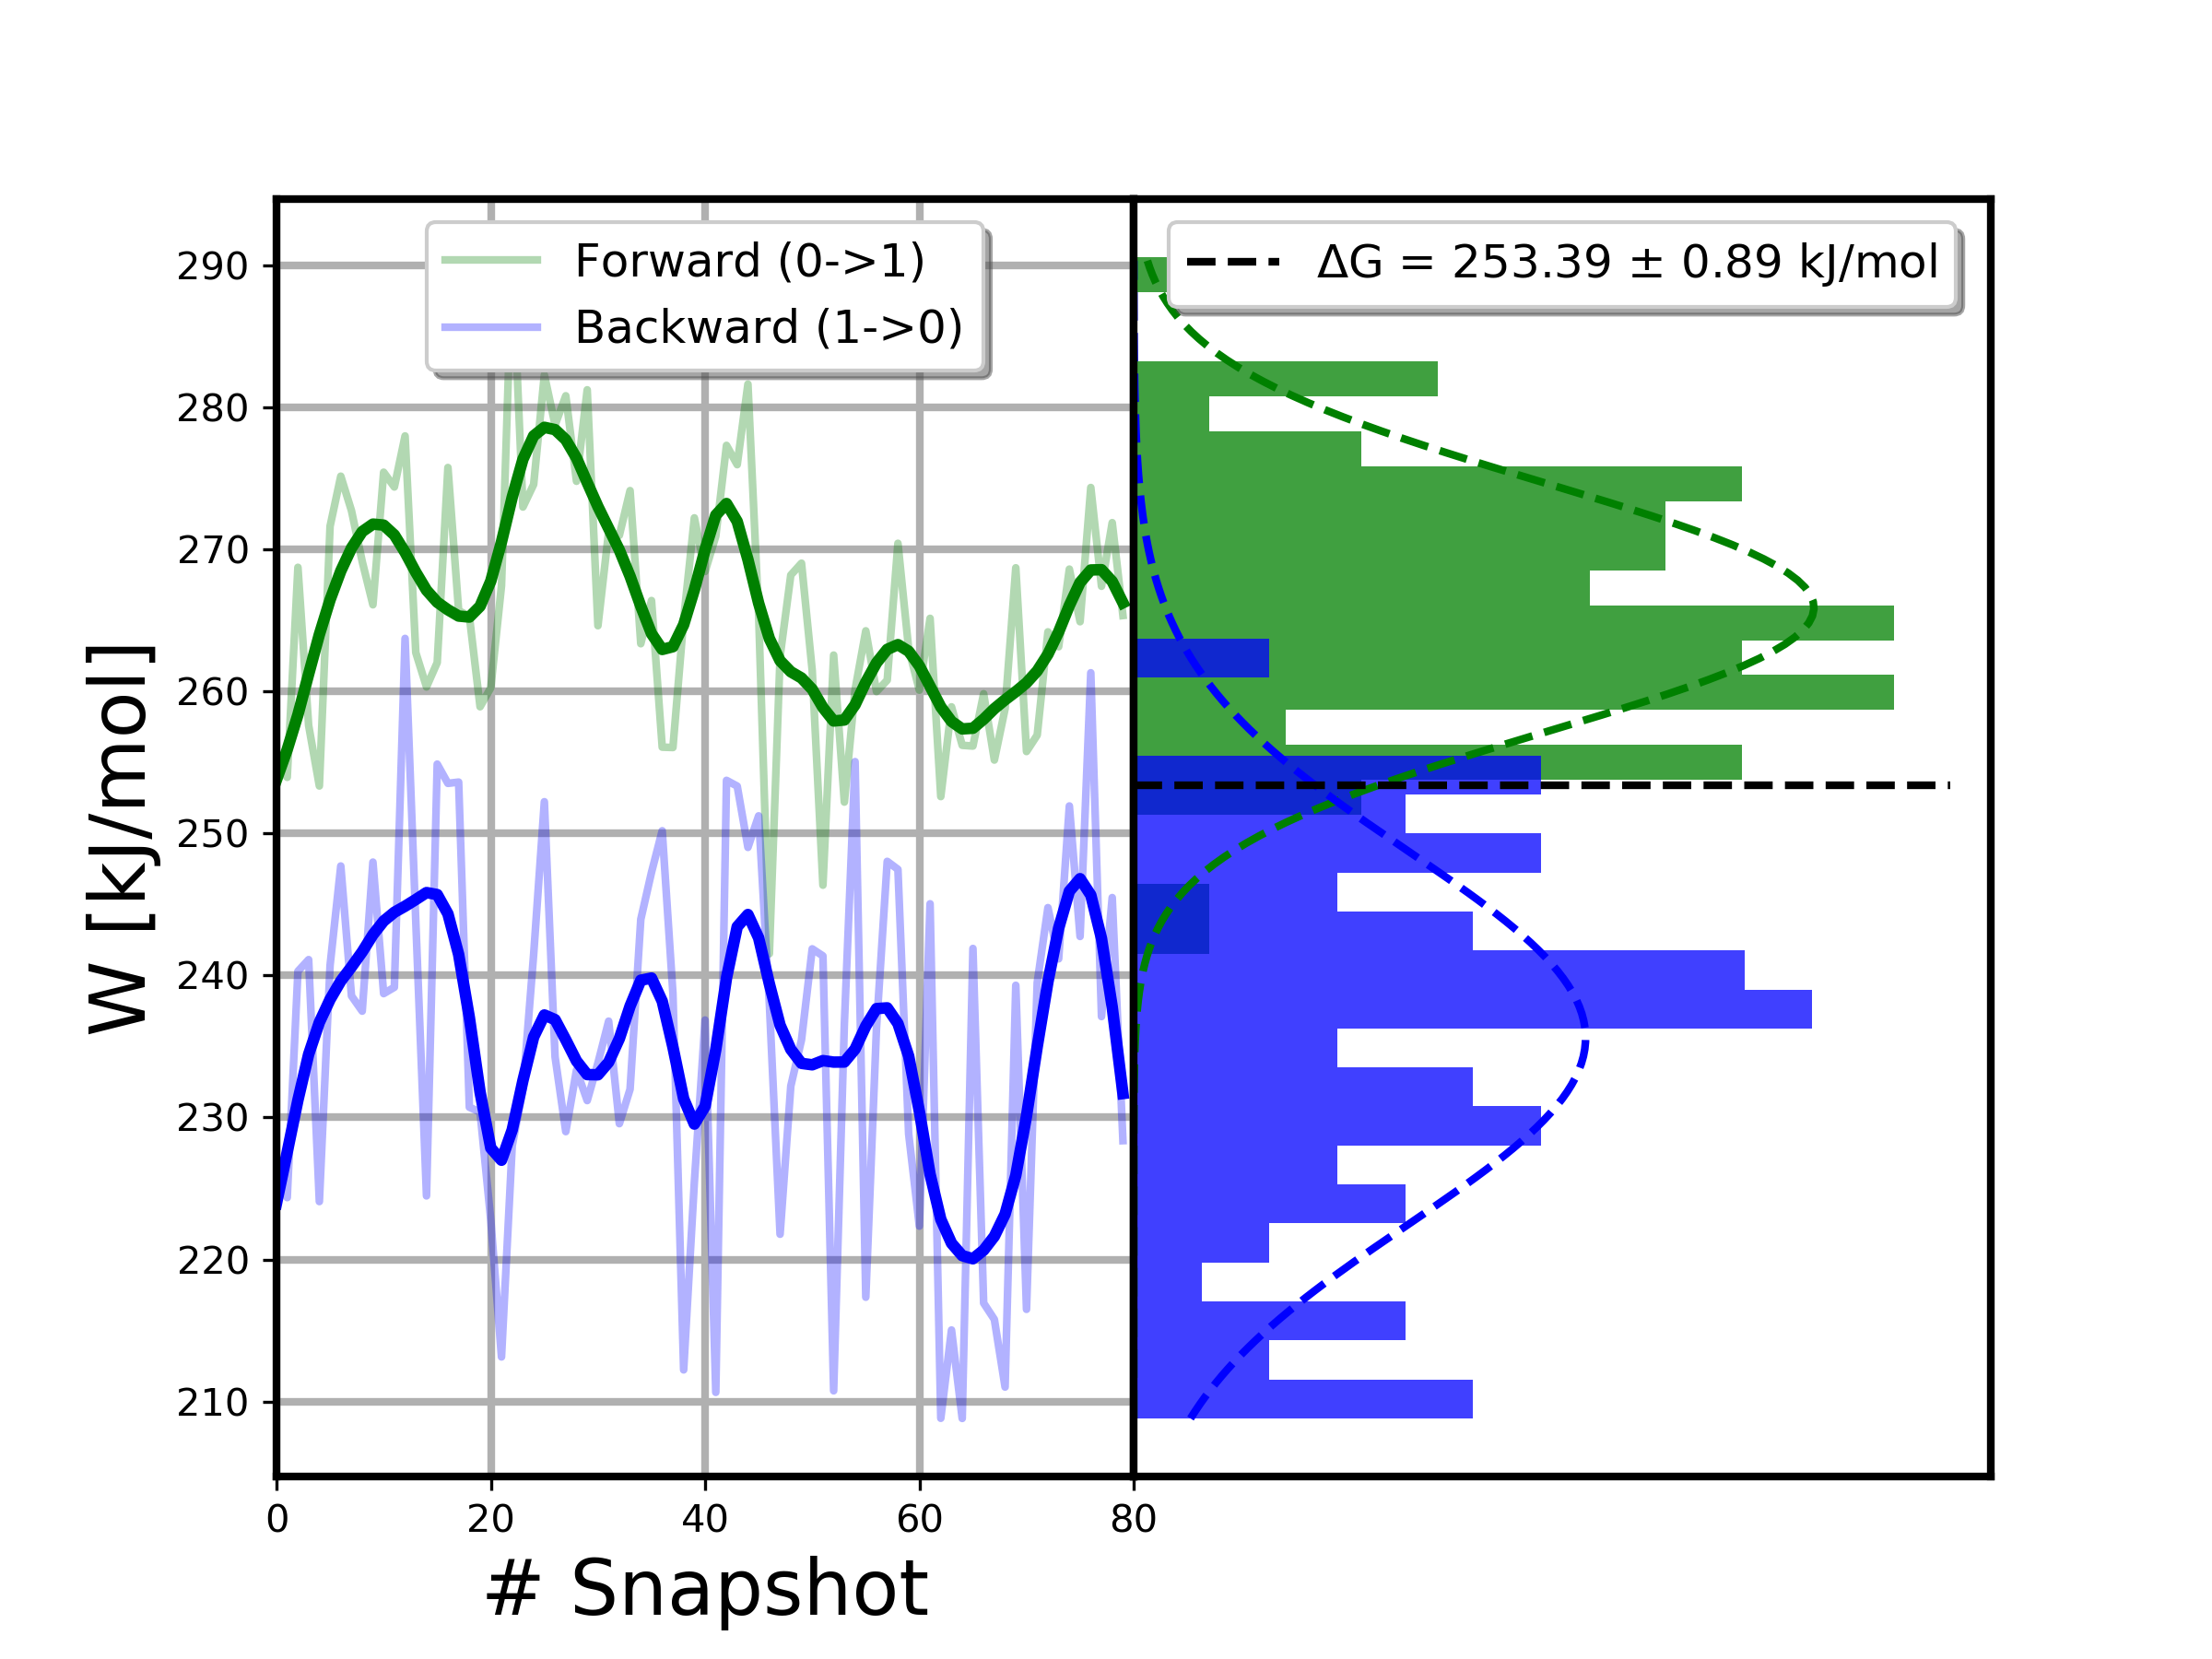 Forward (0->1)
Backward (1->0)
ΔG = 253.39 ± 0.89 kJ/mol
W [kJ/mol]
290
280
270
260
250
240
230
220
210
0 20 40 60 80
# Snapshot